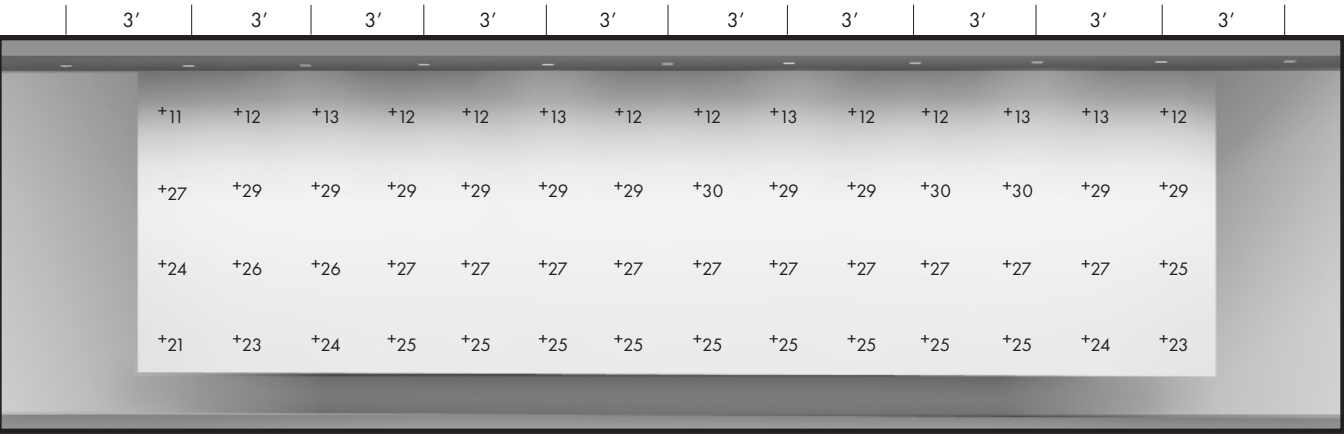 3′ 3′ 3′ 3′ 3′ 3′ 3′ 3′ 3′ 3′
+11 +12 +13 +12 +12 +13 +12 +12 +13 +12 +12 +13 +13 +12
+27 +29 +29 +29 +29 +29 +29 +30 +29 +29 +30 +30 +29 +29
+24 +26 +26 +27 +27 +27 +27 +27 +27 +27 +27 +27 +27 +25
+21 +23 +24 +25 +25 +25 +25 +25 +25 +25 +25 +25 +24 +23